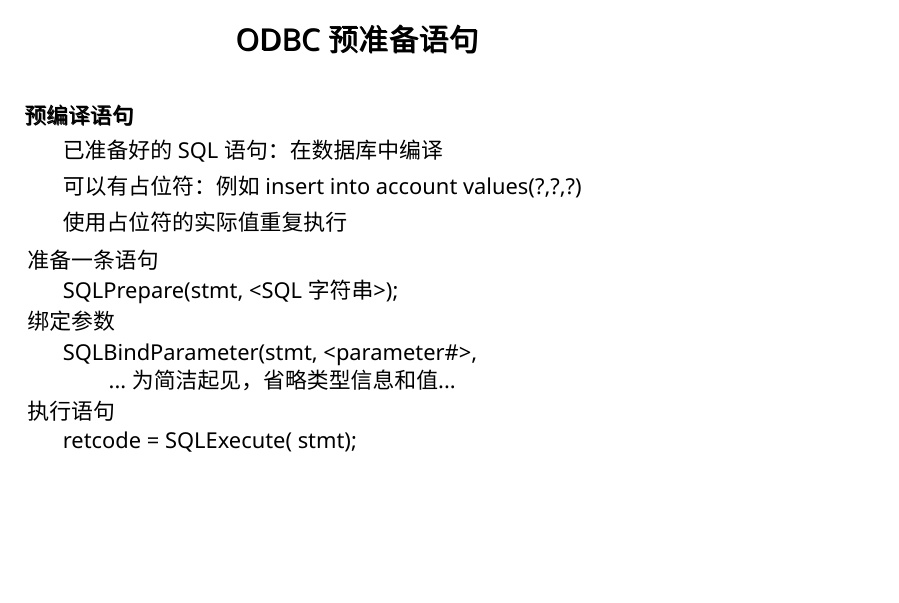 ODBC 预准备语句
预编译语句
已准备好的 SQL 语句：在数据库中编译
可以有占位符：例如 insert into account values(?,?,?)
使用占位符的实际值重复执行
准备一条语句
SQLPrepare(stmt, <SQL 字符串>);
绑定参数
SQLBindParameter(stmt, <parameter#>,
... 为简洁起见，省略类型信息和值...
执行语句
retcode = SQLExecute( stmt);